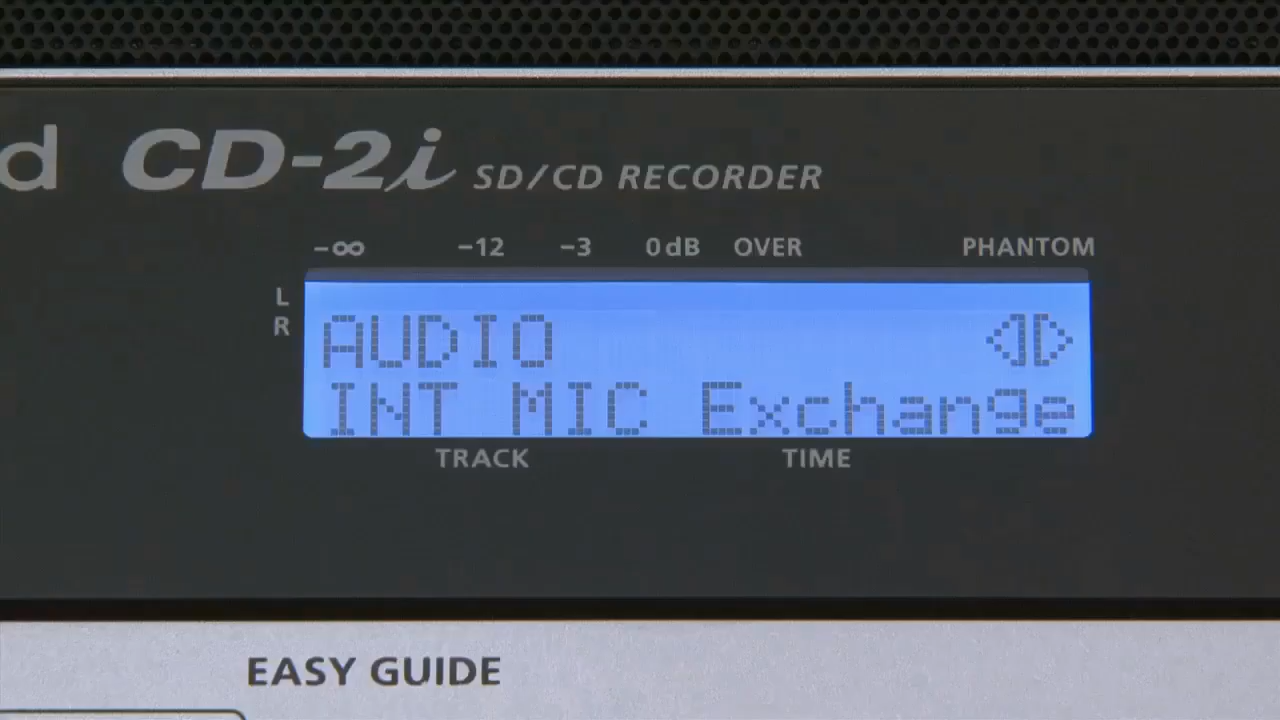 d CD-2i SD/CD RECORDER
-∞ -12 -3 0dB OVER PHANTOM
L
R
AUDIO
INT MIC Exchange
TRACK TIME
EASY GUIDE